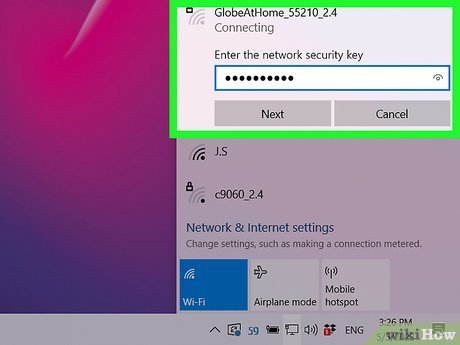 GlobeAtHome_55210_2.4
Connecting
Enter the network security key
Next Cancel
J.S
c9060_2.4
Network & Internet settings
Change settings, such as making a connection metered.
Wi-Fi Airplane mode Mobile hotspot
59 ENG 3:26 PM
wikiHow